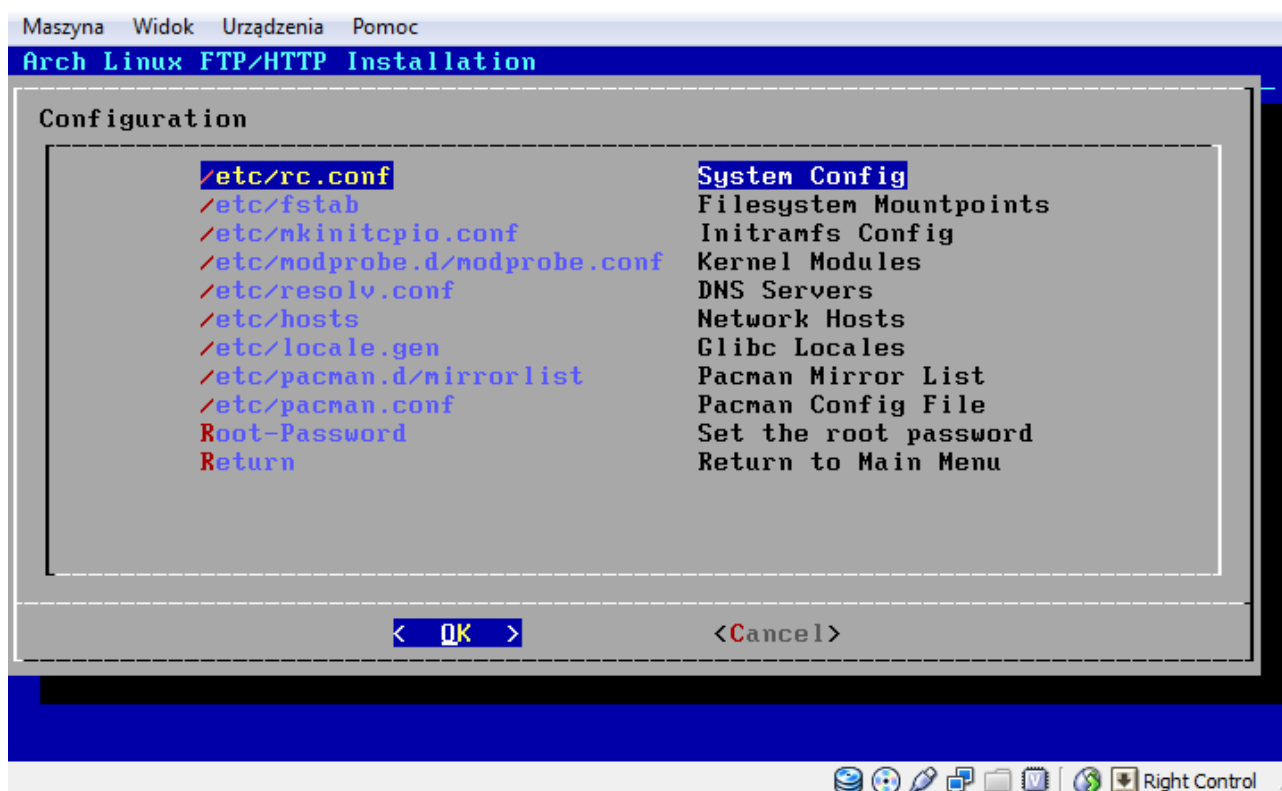 Maszyna Widok Urządzenia Pomoc
Arch Linux FTP/HTTP Installation
Configuration
/etc/rc.conf System Config
/etc/fstab Filesystem Mountpoints
/etc/mkinitcpio.conf Initramfs Config
/etc/modprobe.d/modprobe.conf Kernel Modules
/etc/resolv.conf DNS Servers
/etc/hosts Network Hosts
/etc/locale.gen Glibc Locales
/etc/pacman.d/mirrorlist Pacman Mirror List
/etc/pacman.conf Pacman Config File
Root-Password Set the root password
Return Return to Main Menu
< OK > <Cancel>
Right Control